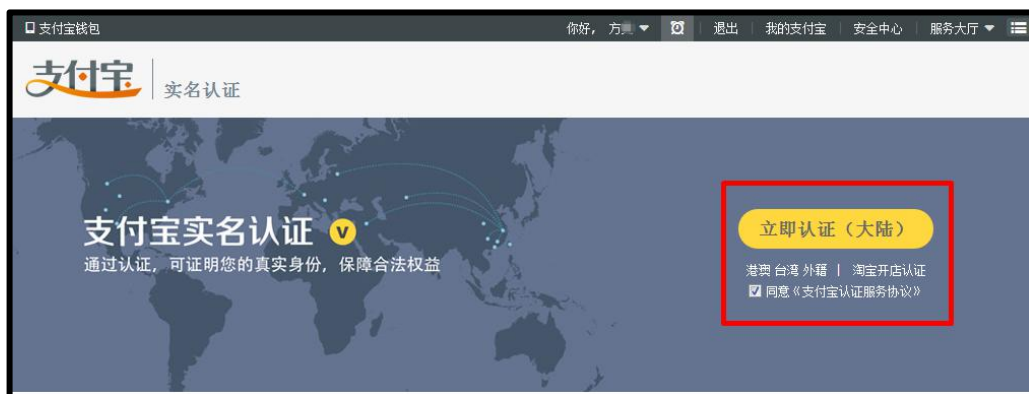 支付宝钱包 你好，方 退出 我的支付宝 安全中心 服务大厅
支付宝 实名认证
支付宝实名认证 V
通过认证，可证明您的真实身份，保障合法权益
立即认证（大陆）
港澳 台湾 外籍 | 淘宝开店认证
同意《支付宝认证服务协议》